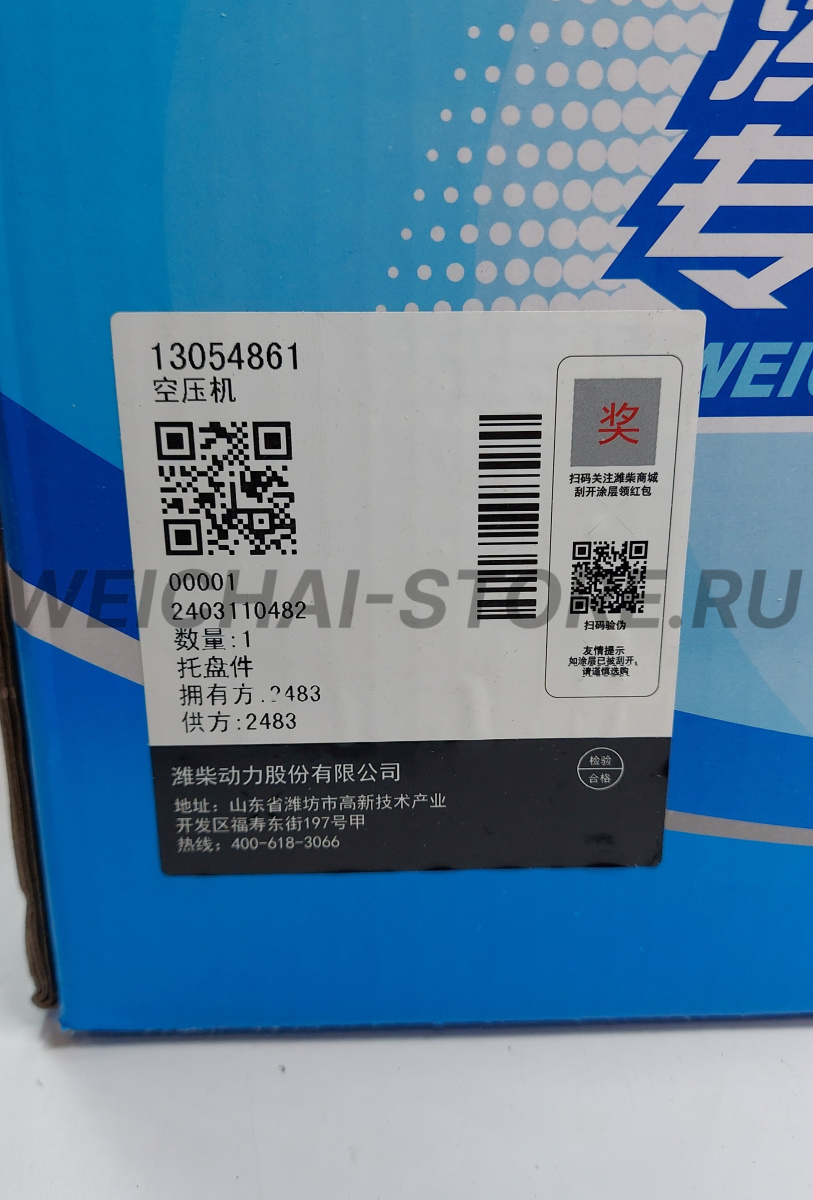 专
WEIC
13054861
空压机
00001
2403110482
数量:1
托盘件
拥有方:2483
供方:2483
奖
扫码关注潍柴商城
刮开涂层领红包
扫码验伪
友情提示
如涂层已被刮开,
请谨慎选购
潍柴动力股份有限公司
检验
合格
地址：山东省潍坊市高新技术产业
开发区福寿东街197号甲
热线：400-618-3066
WEICHAI-STORE.RU